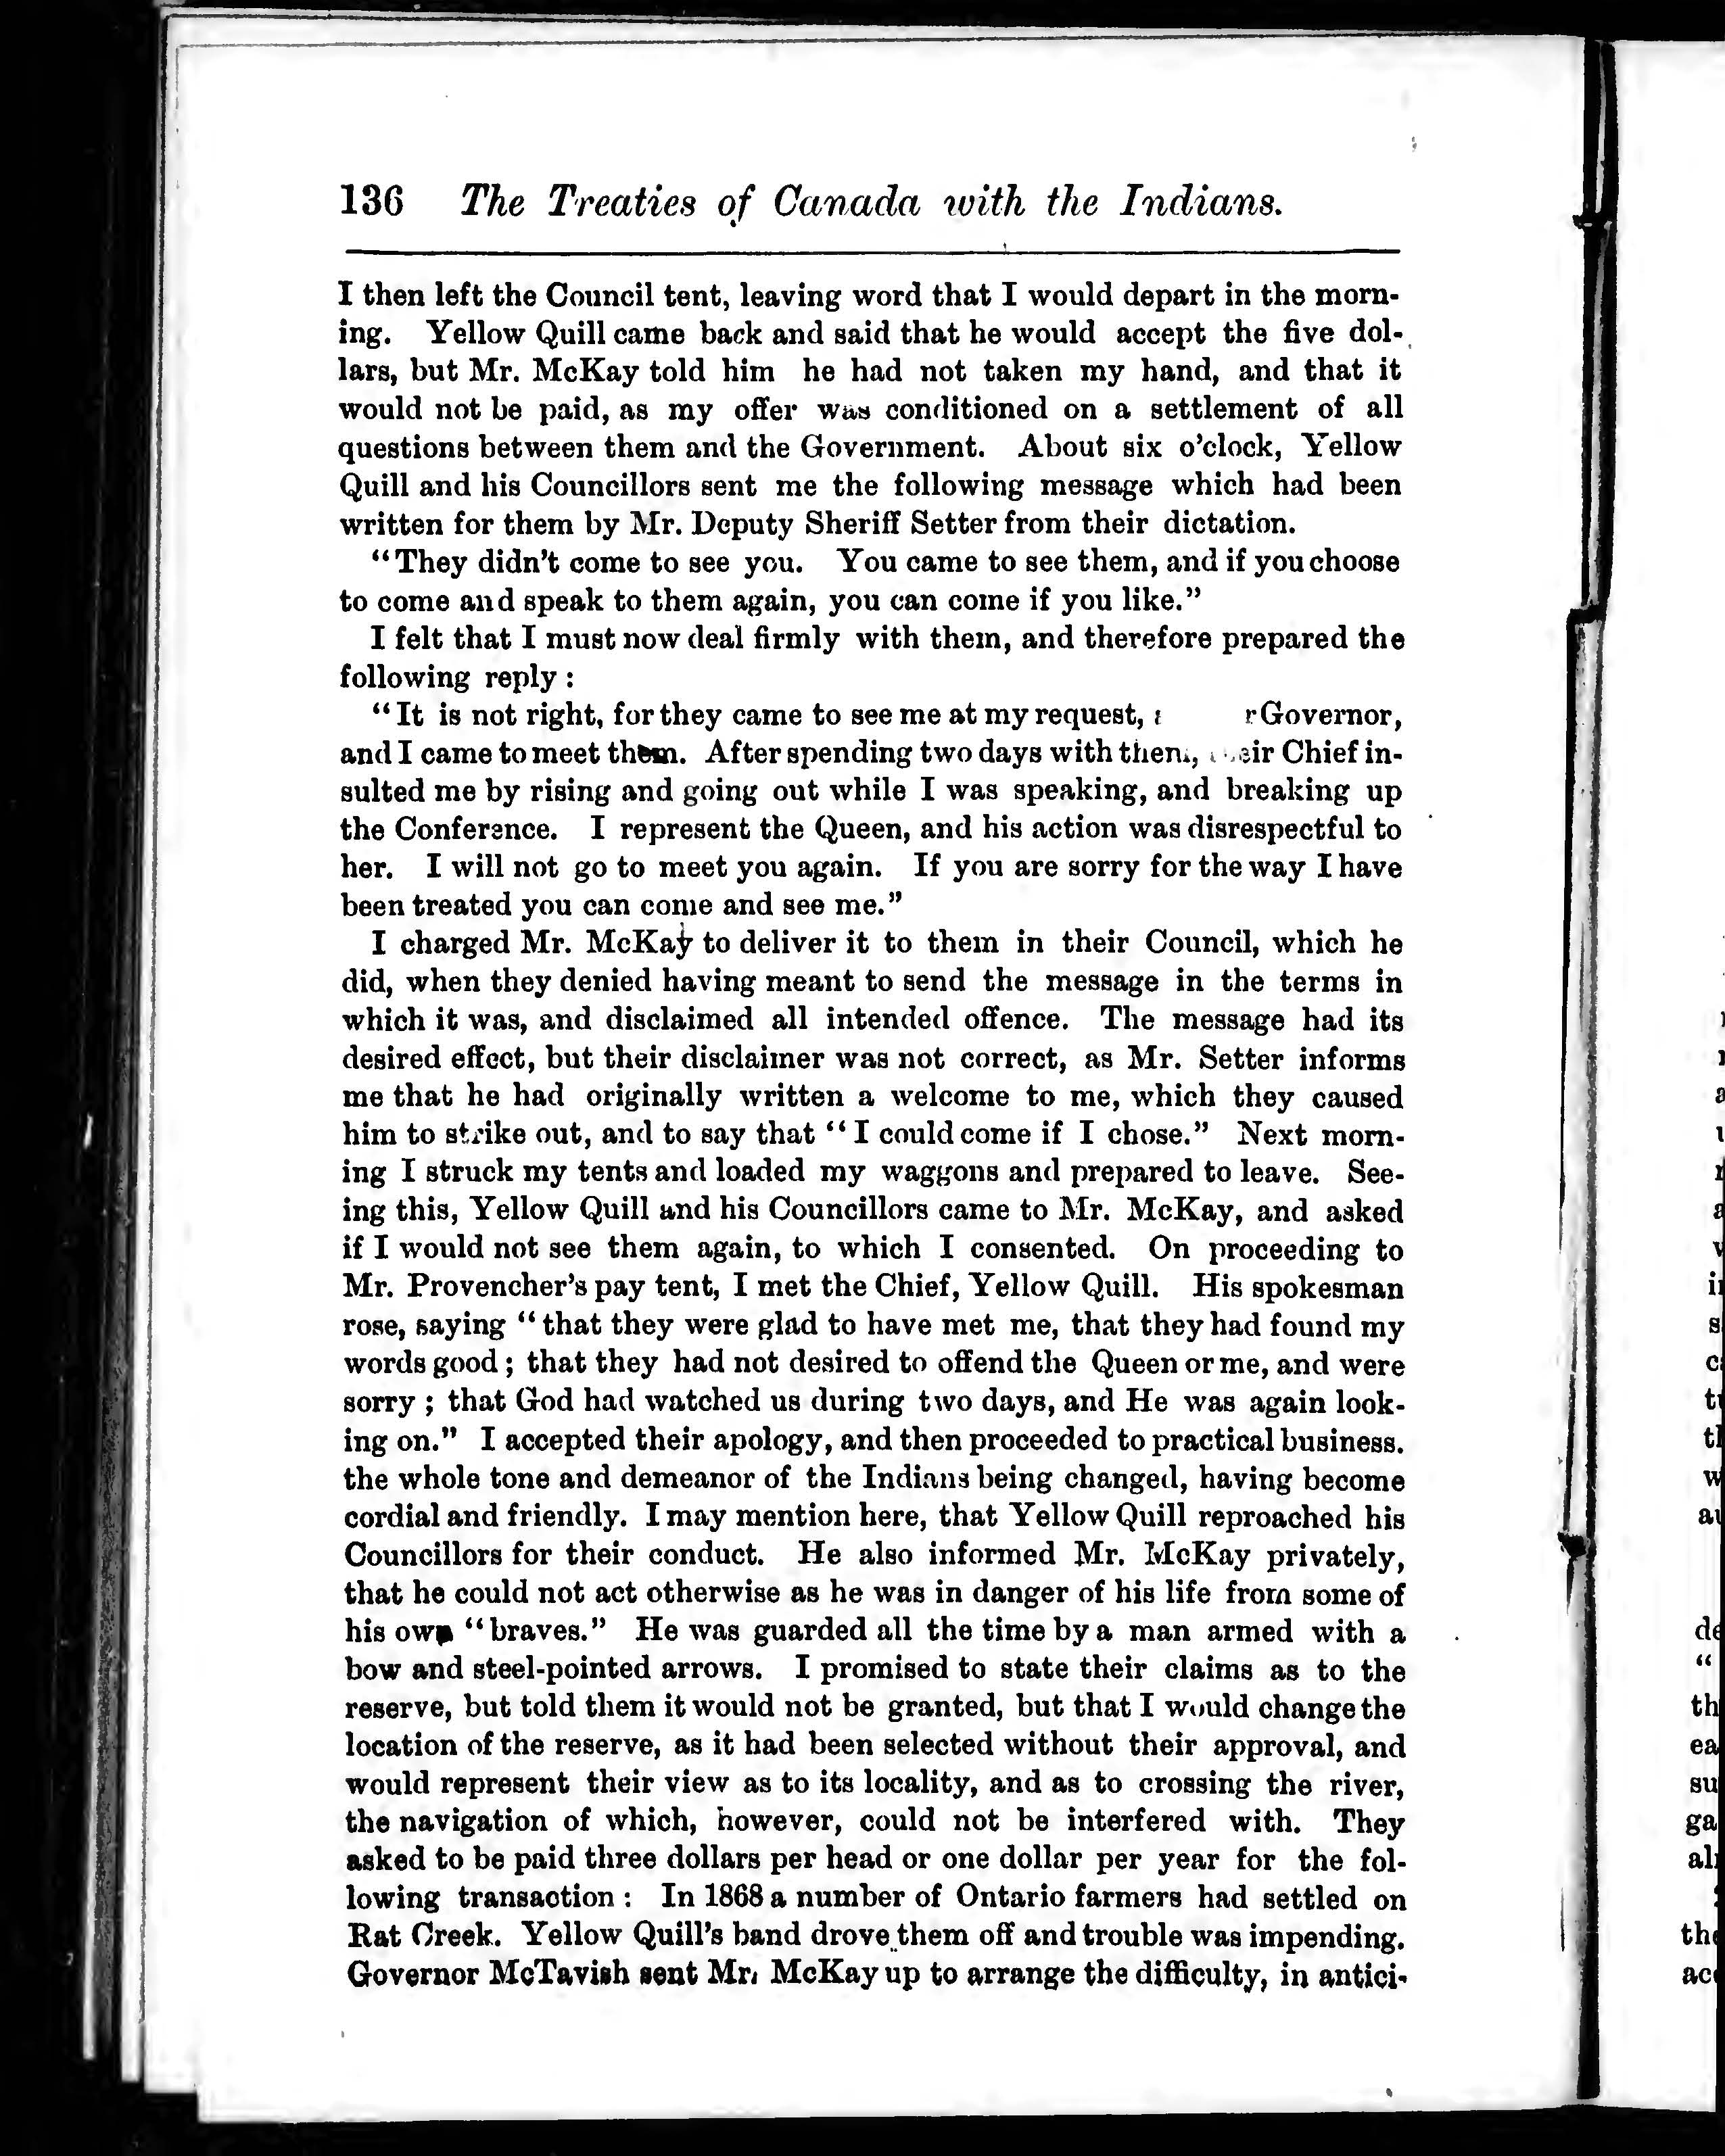 136 The Treaties of Canada with the Indians.
I then left the Council tent, leaving word that I would depart in the morn-
ing. Yellow Quill came back and said that he would accept the five dol-
lars, but Mr. McKay told him he had not taken my hand, and that it
would not be paid, as my offer was conditioned on a settlement of all
questions between them and the Government. About six o'clock, Yellow
Quill and his Councillors sent me the following message which had been
written for them by Mr. Deputy Sheriff Setter from their dictation.
"They didn't come to see you. You came to see them, and if you choose
to come and speak to them again, you can come if you like."
I felt that I must now deal firmly with them, and therefore prepared the
following reply :
"It is not right, for they came to see me at my request, Governor,
and I came to meet them. After spending two days with them, their Chief in-
sulted me by rising and going out while I was speaking, and breaking up
the Conference. I represent the Queen, and his action was disrespectful to
her. I will not go to meet you again. If you are sorry for the way I have
been treated you can come and see me."
I charged Mr. McKay to deliver it to them in their Council, which he
did, when they denied having meant to send the message in the terms in
which it was, and disclaimed all intended offence. The message had its
desired effect, but their disclaimer was not correct, as Mr. Setter informs
me that he had originally written a welcome to me, which they caused
him to strike out, and to say that "I could come if I chose." Next morn-
ing I struck my tents and loaded my waggons and prepared to leave. See-
ing this, Yellow Quill and his Councillors came to Mr. McKay, and asked
if I would not see them again, to which I consented. On proceeding to
Mr. Provencher's pay tent, I met the Chief, Yellow Quill. His spokesman
rose, saying "that they were glad to have met me, that they had found my
words good ; that they had not desired to offend the Queen or me, and were
sorry ; that God had watched us during two days, and He was again look-
ing on." I accepted their apology, and then proceeded to practical business.
the whole tone and demeanor of the Indians being changed, having become
cordial and friendly. I may mention here, that Yellow Quill reproached his
Councillors for their conduct. He also informed Mr. McKay privately,
that he could not act otherwise as he was in danger of his life from some of
his own "braves." He was guarded all the time by a man armed with a
bow and steel-pointed arrows. I promised to state their claims as to the
reserve, but told them it would not be granted, but that I would change the
location of the reserve, as it had been selected without their approval, and
would represent their view as to its locality, and as to crossing the river,
the navigation of which, however, could not be interfered with. They
asked to be paid three dollars per head or one dollar per year for the fol-
lowing transaction : In 1868 a number of Ontario farmers had settled on
Rat Creek. Yellow Quill's band drove them off and trouble was impending.
Governor McTavish sent Mr. McKay up to arrange the difficulty, in antici-